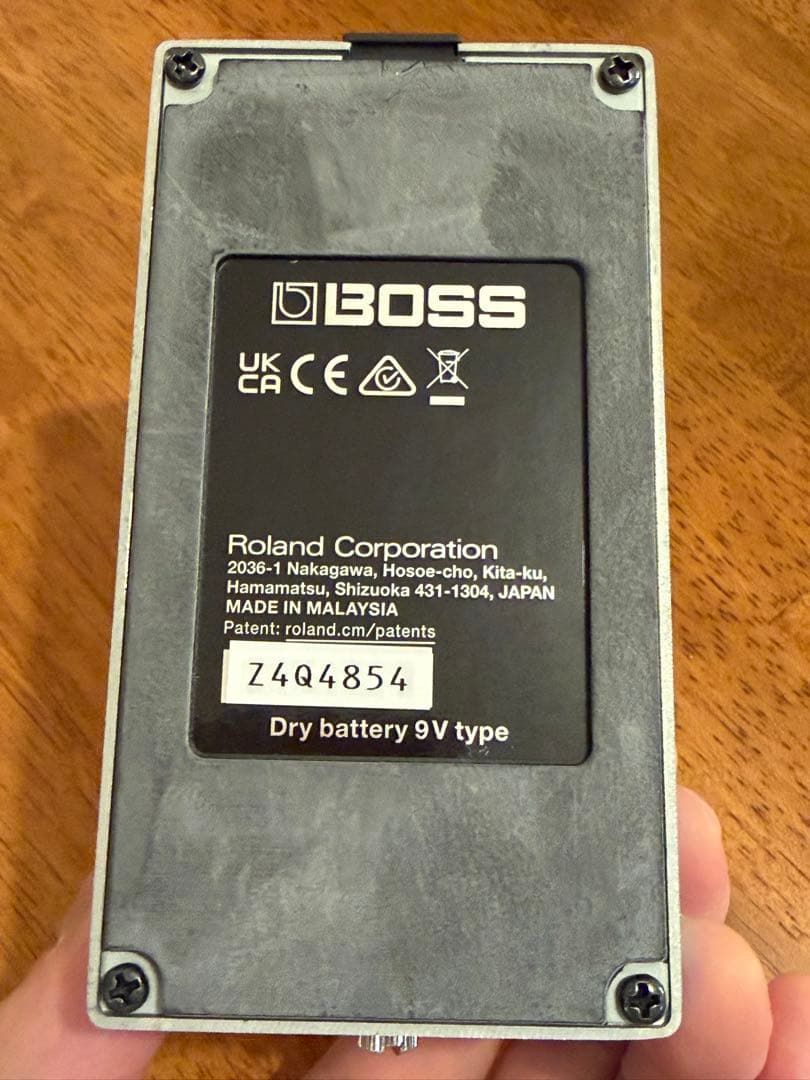 BOSS
UK
CA CE
Roland Corporation
2036-1 Nakagawa, Hosoe-cho, Kita-ku,
Hamamatsu, Shizuoka 431-1304, JAPAN
MADE IN MALAYSIA
Patent: roland.cm/patents
Z4Q4854
Dry battery 9V type